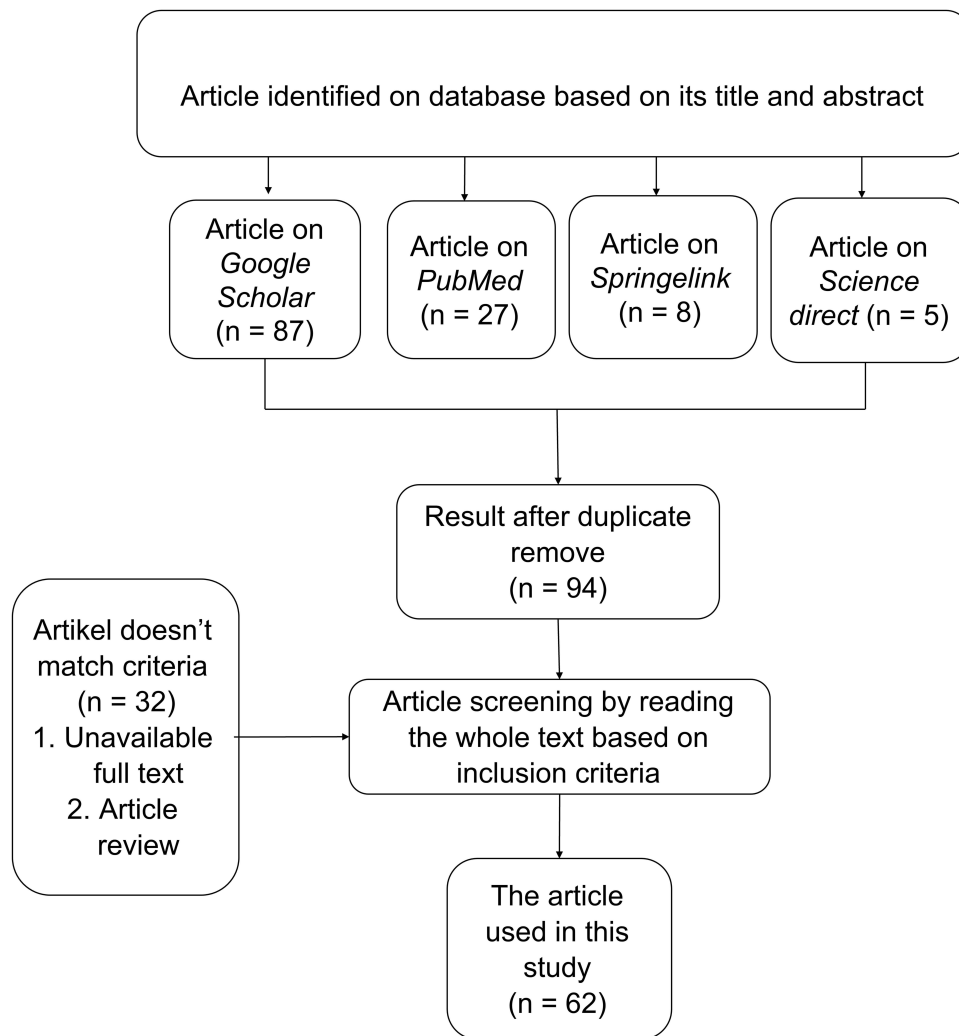 Article identified on database based on its title and abstract
Article on
Google
Scholar
(n = 87)
Article on
PubMed
(n = 27)
Article on
Springelink
(n = 8)
Article on
Science
direct (n = 5)
Result after duplicate
remove
(n = 94)
Artikel doesn’t
match criteria
(n = 32)
1. Unavailable
full text
2. Article
review
Article screening by reading
the whole text based on
inclusion criteria
The article
used in this
study
(n = 62)